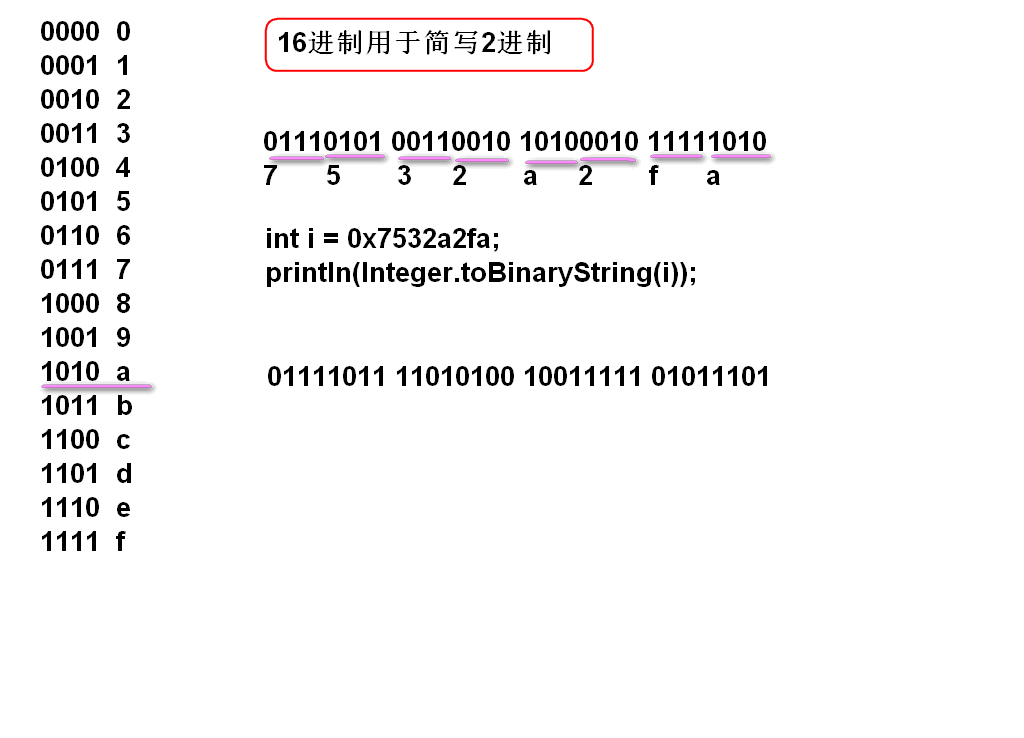 0000 0
0001 1
0010 2
0011 3
0100 4
0101 5
0110 6
0111 7
1000 8
1001 9
1010 a
1011 b
1100 c
1101 d
1110 e
1111 f
16进制用于简写2进制
01110101 00110010 10100010 11111010
7 5 3 2 a 2 f a
int i = 0x7532a2fa;
println(Integer.toBinaryString(i));
01111011 11010100 10011111 01011101